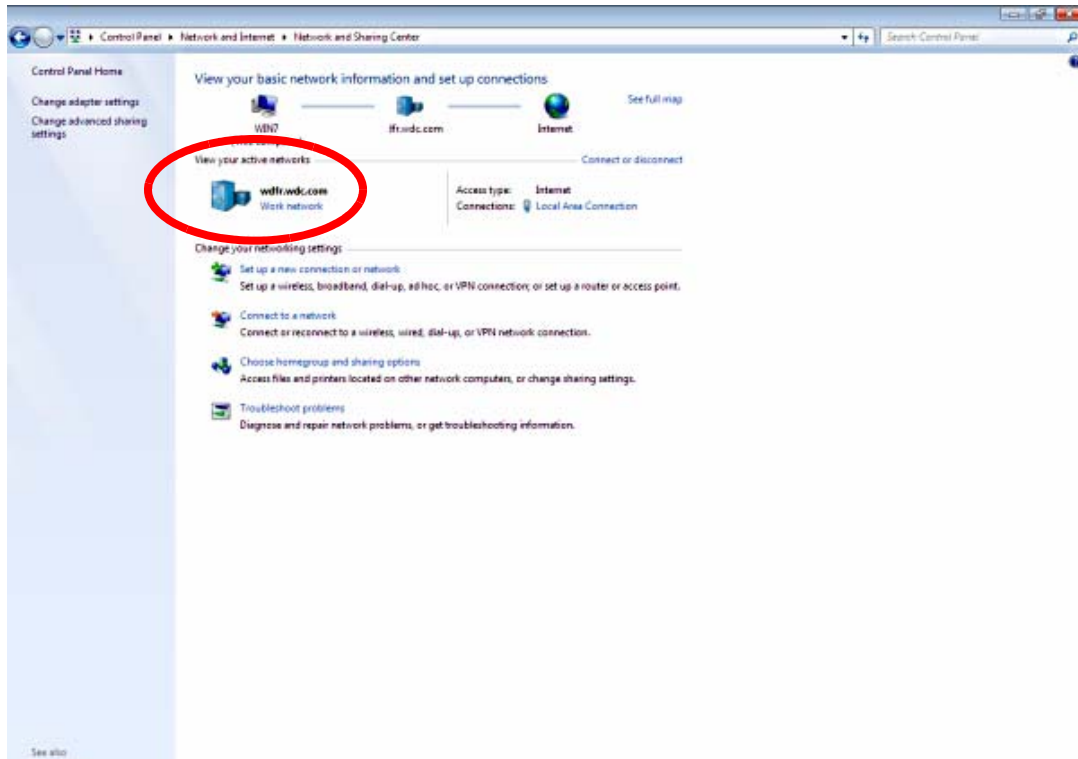 Control Panel Network and Internet Network and Sharing Center
Search Control Panel
Control Panel Home
Change adapter settings
Change advanced sharing
settings
View your basic network information and set up connections
See full map
WIN7
lfr.wdc.com
Internet
View your active networks
Connect or disconnect
wdlfr.wdc.com
Work network
Access type: Internet
Connections: Local Area Connection
Change your networking settings
Set up a new connection or network
Set up a wireless, broadband, dial-up, ad hoc, or VPN connection; or set up a router or access point.
Connect to a network
Connect or reconnect to a wireless, wired, dial-up, or VPN network connection.
Choose homegroup and sharing options
Access files and printers located on other network computers, or change sharing settings.
Troubleshoot problems
Diagnose and repair network problems, or get troubleshooting information.
See also